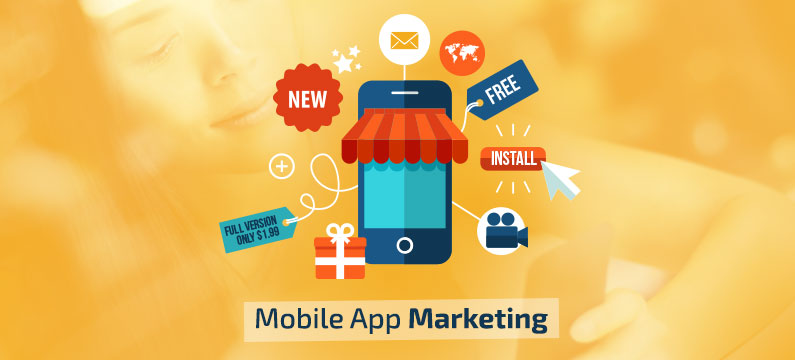 NEW
FREE
INSTALL
FULL VERSION
ONLY $1.99
Mobile App Marketing